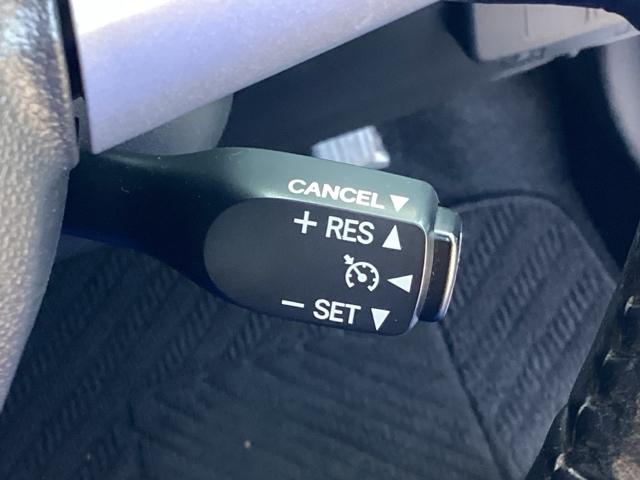 CANCEL▼
+ RES ▲
◄
− SET ▼